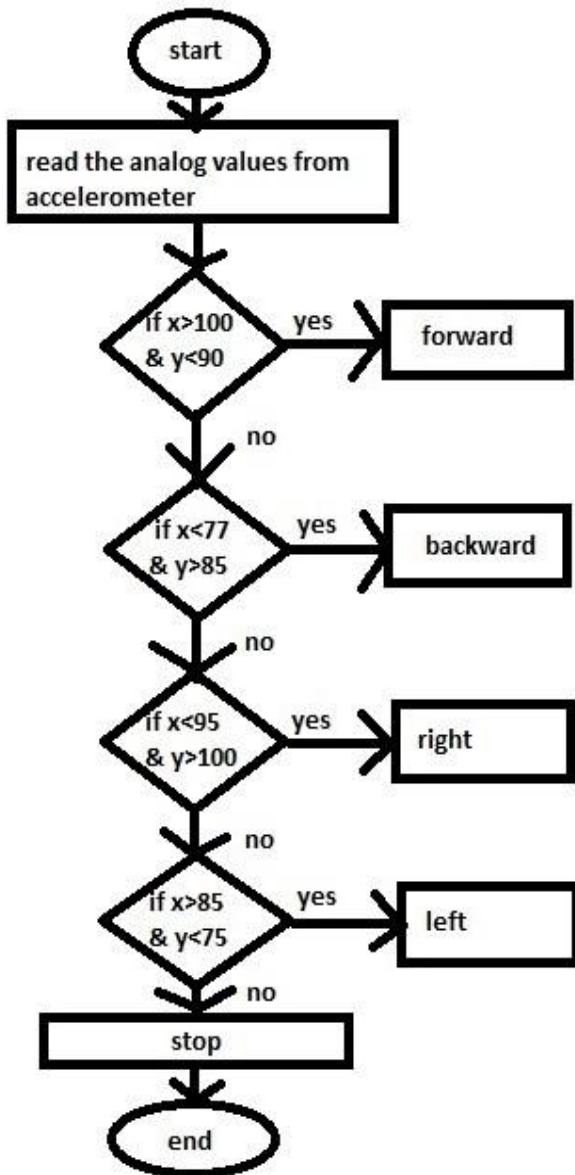 start
read the analog values from
accelerometer
if x>100
& y<90
yes
forward
no
if x<77
& y>85
yes
backward
no
if x<95
& y>100
yes
right
no
if x>85
& y<75
yes
left
no
stop
end